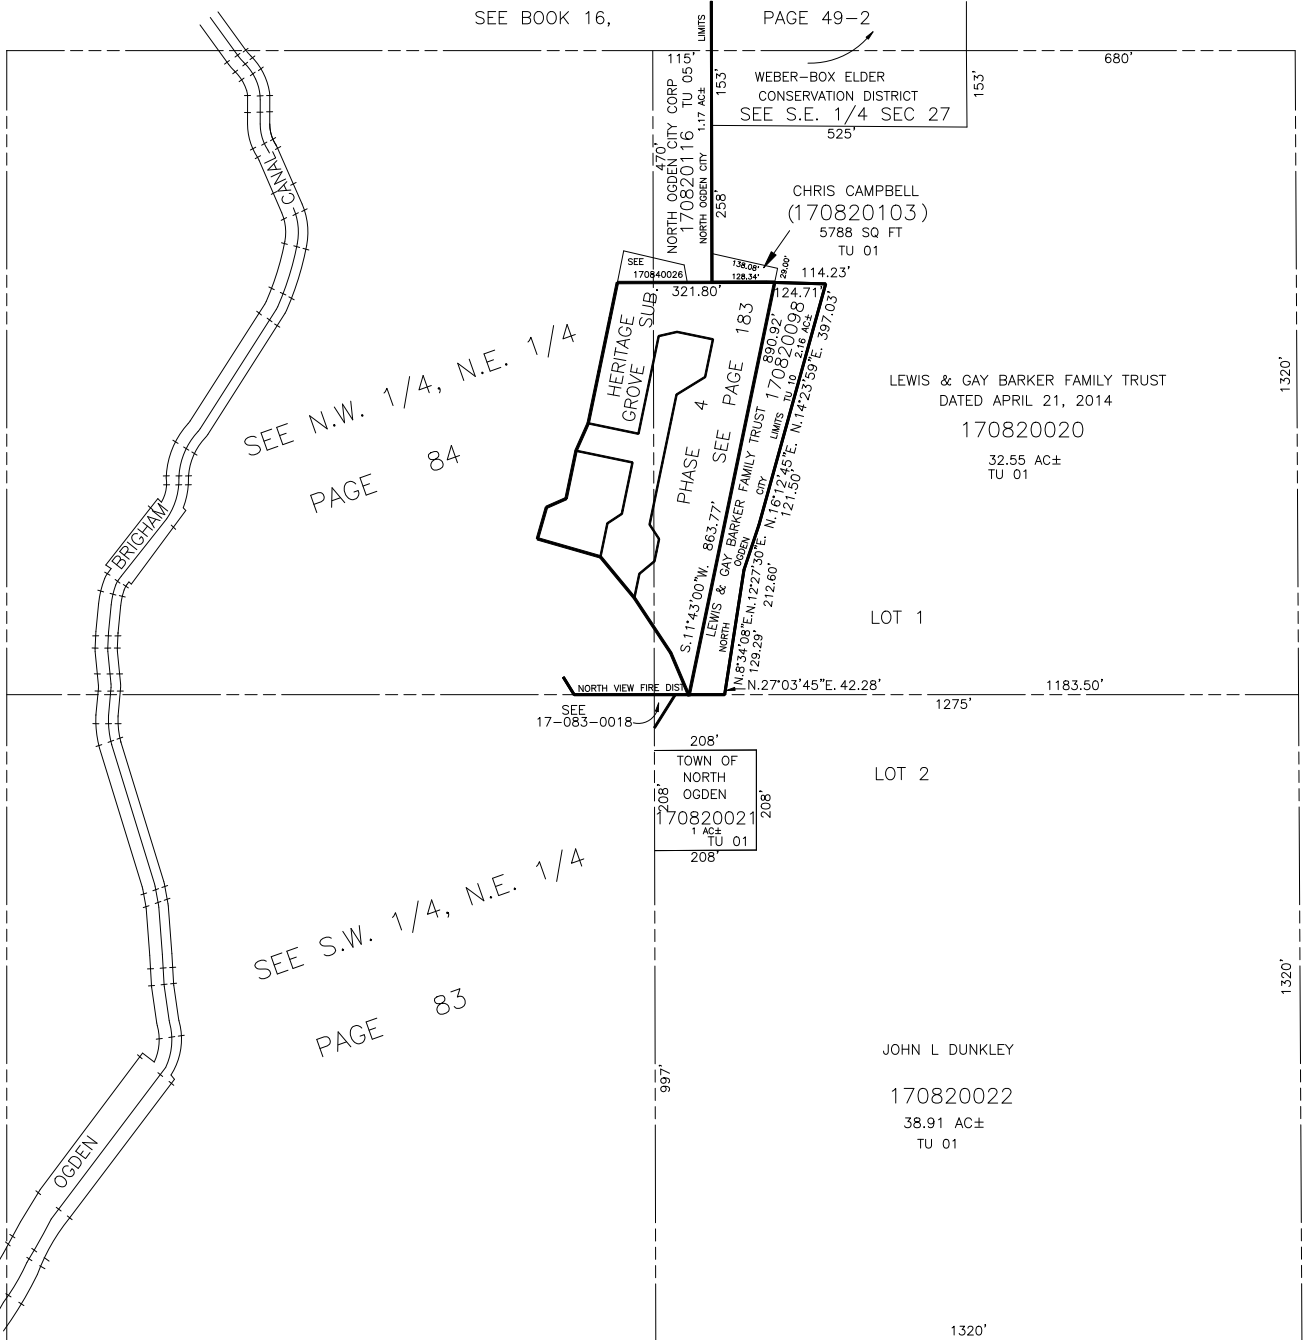 SEE BOOK 16,
PAGE 49-2
115'
680'
WEBER-BOX ELDER
CONSERVATION DISTRICT
SEE S.E. 1/4 SEC 27
153'
153'
525'
LIMITS
NORTH OGDEN CITY
NORTH OGDEN CITY CORP
170820116 TU 05
1.17 AC±
470'
258'
CANAL
CHRIS CAMPBELL
(170820103)
5788 SQ FT
TU 01
SEE
170840026
138.08'
128.34'
29.00'
114.23'
321.80'
124.71'
HERITAGE
GROVE SUB.
PHASE 4
SEE PAGE 183
890.92'
170820098
TU 10 2.16 AC±
LEWIS & GAY BARKER FAMILY TRUST
NORTH OGDEN CITY LIMITS
S.11°43'00"W. 863.77'
N.14°23'59"E. 397.03'
N.16°12'45"E.
121.50'
N.12°27'30"E.
212.60'
N.8°34'08"E.
129.29'
N.27°03'45"E. 42.28'
SEE N.W. 1/4, N.E. 1/4
PAGE 84
LEWIS & GAY BARKER FAMILY TRUST
DATED APRIL 21, 2014
170820020
32.55 AC±
TU 01
1320'
BRIGHAM
LOT 1
NORTH VIEW FIRE DIST
1183.50'
1275'
SEE
17-083-0018
208'
TOWN OF
NORTH
OGDEN
170820021
1 AC±
TU 01
208'
208'
208'
LOT 2
SEE S.W. 1/4, N.E. 1/4
PAGE 83
1320'
997'
JOHN L DUNKLEY
170820022
38.91 AC±
TU 01
OGDEN
1320'